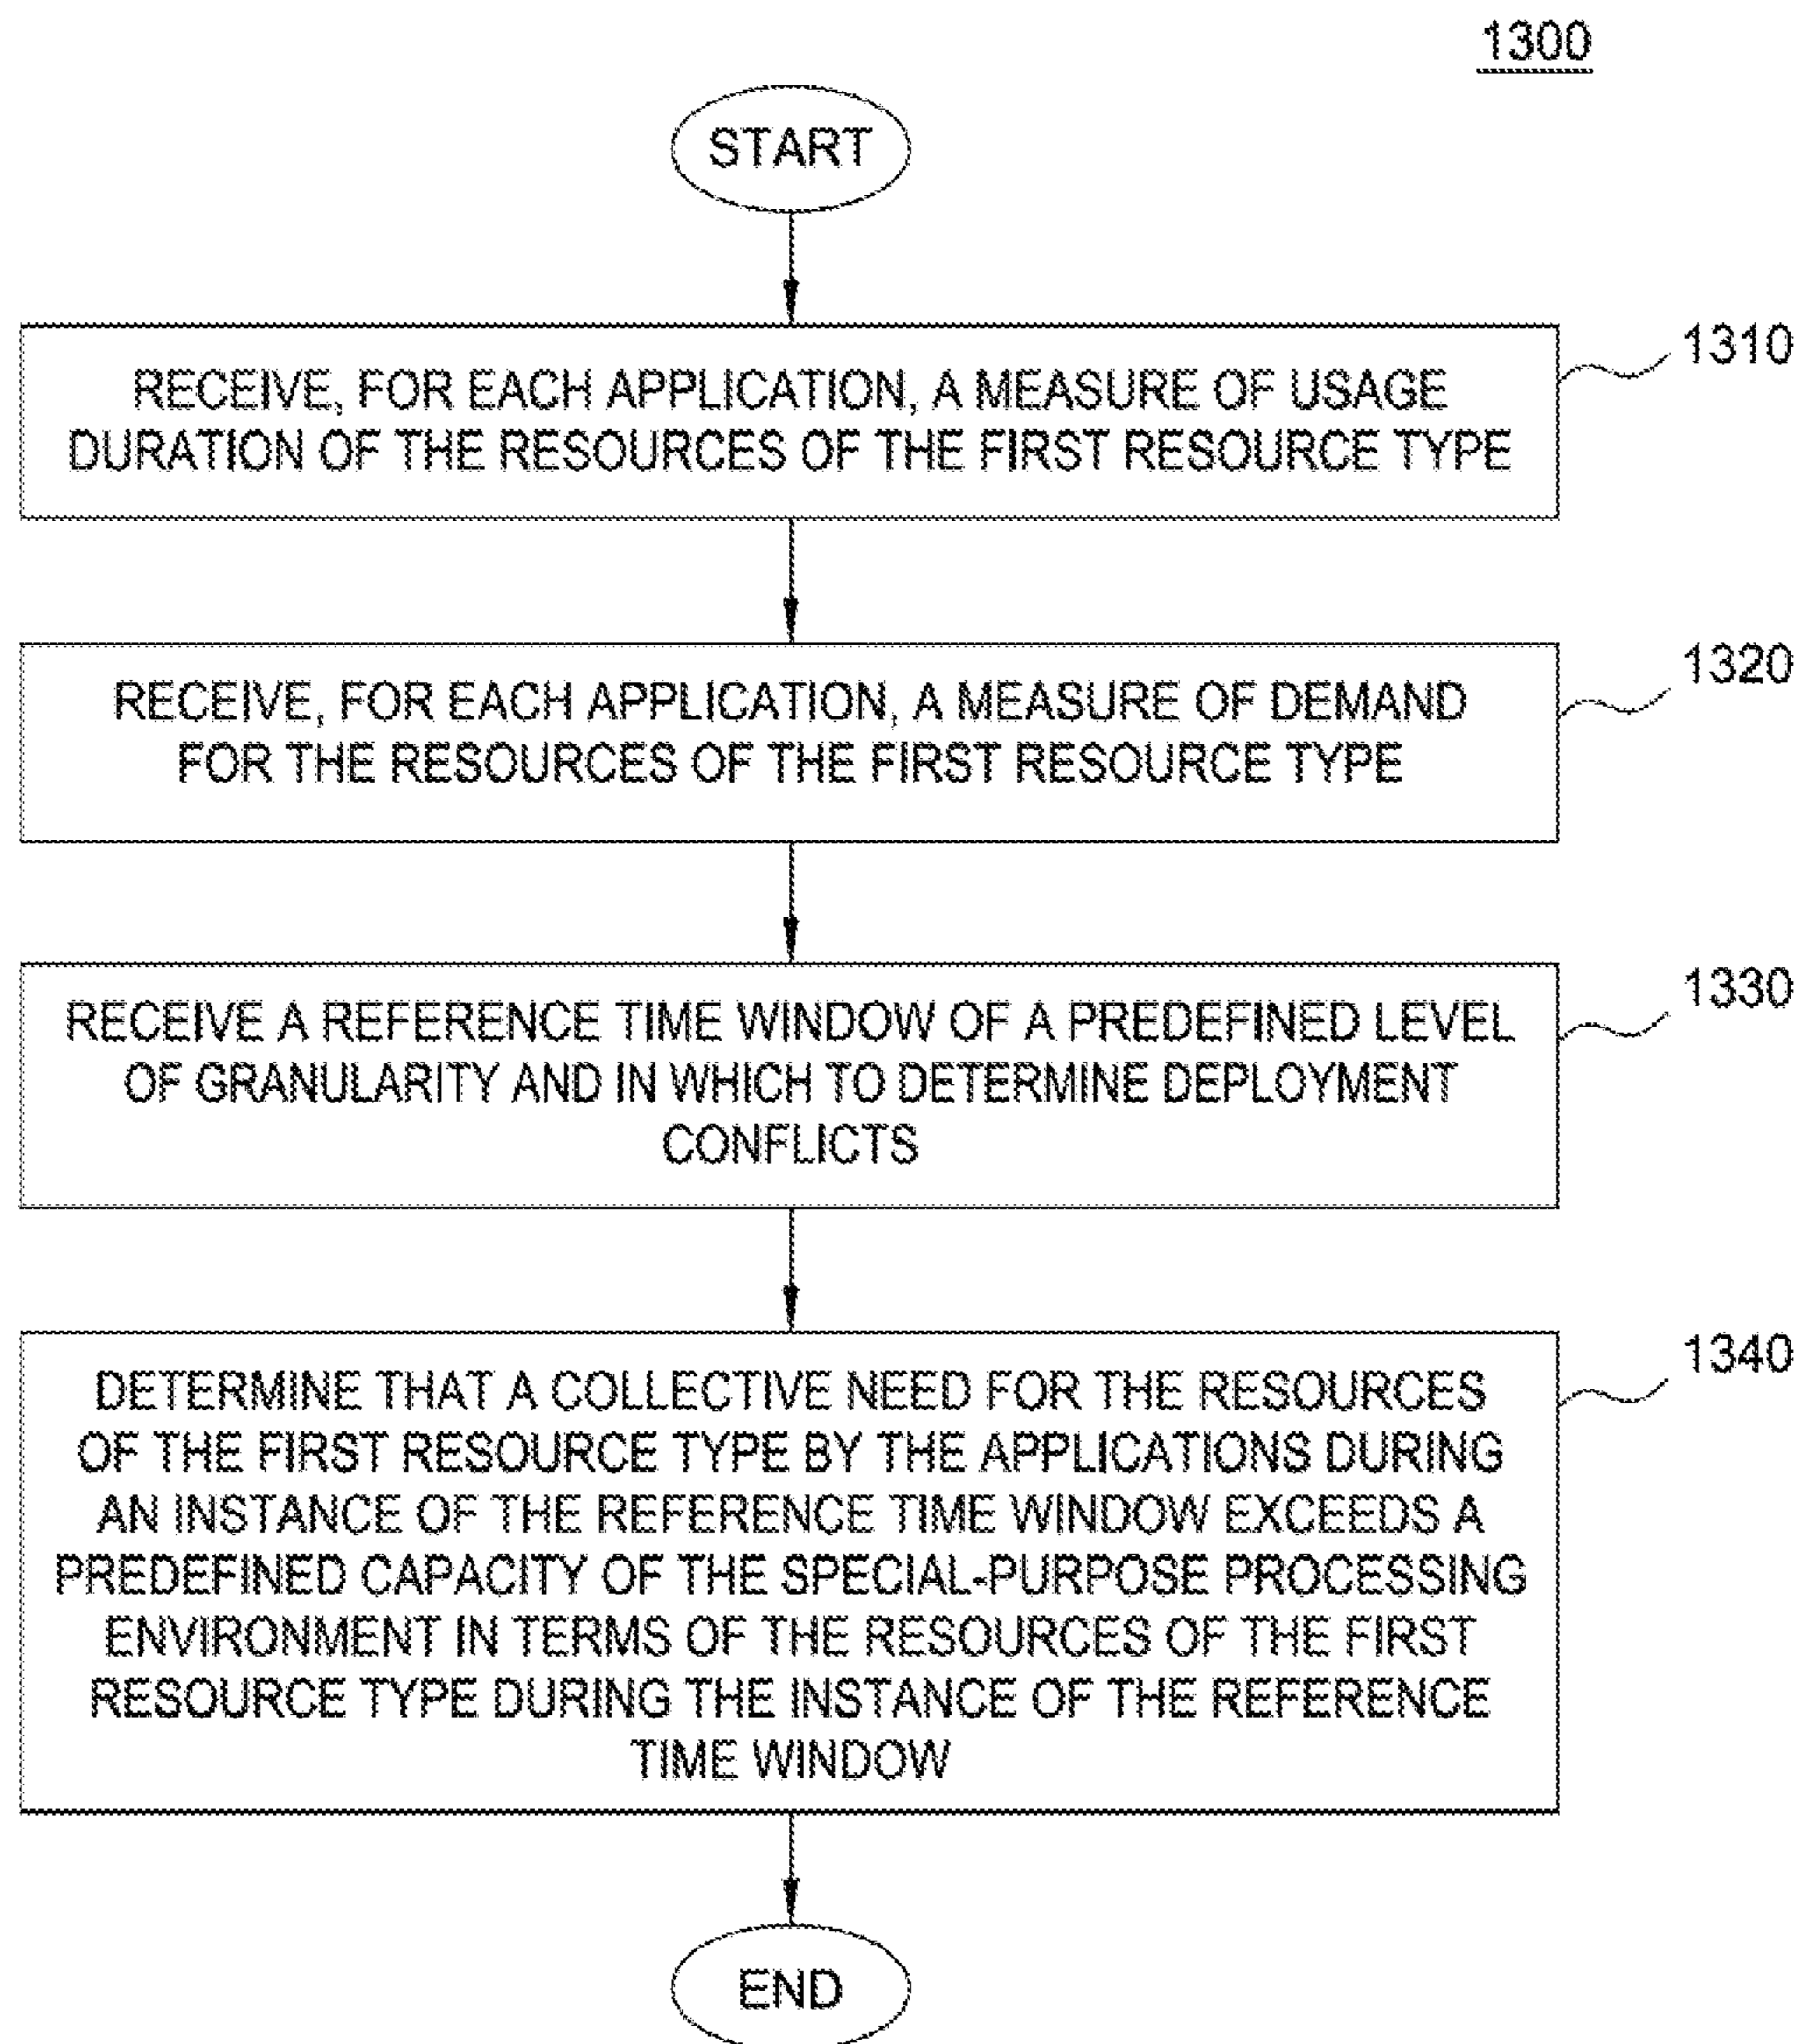 1300
START
RECEIVE, FOR EACH APPLICATION, A MEASURE OF USAGE
DURATION OF THE RESOURCES OF THE FIRST RESOURCE TYPE
1310
RECEIVE, FOR EACH APPLICATION, A MEASURE OF DEMAND
FOR THE RESOURCES OF THE FIRST RESOURCE TYPE
1320
RECEIVE A REFERENCE TIME WINDOW OF A PREDEFINED LEVEL
OF GRANULARITY AND IN WHICH TO DETERMINE DEPLOYMENT
CONFLICTS
1330
DETERMINE THAT A COLLECTIVE NEED FOR THE RESOURCES
OF THE FIRST RESOURCE TYPE BY THE APPLICATIONS DURING
AN INSTANCE OF THE REFERENCE TIME WINDOW EXCEEDS A
PREDEFINED CAPACITY OF THE SPECIAL-PURPOSE PROCESSING
ENVIRONMENT IN TERMS OF THE RESOURCES OF THE FIRST
RESOURCE TYPE DURING THE INSTANCE OF THE REFERENCE
TIME WINDOW
1340
END